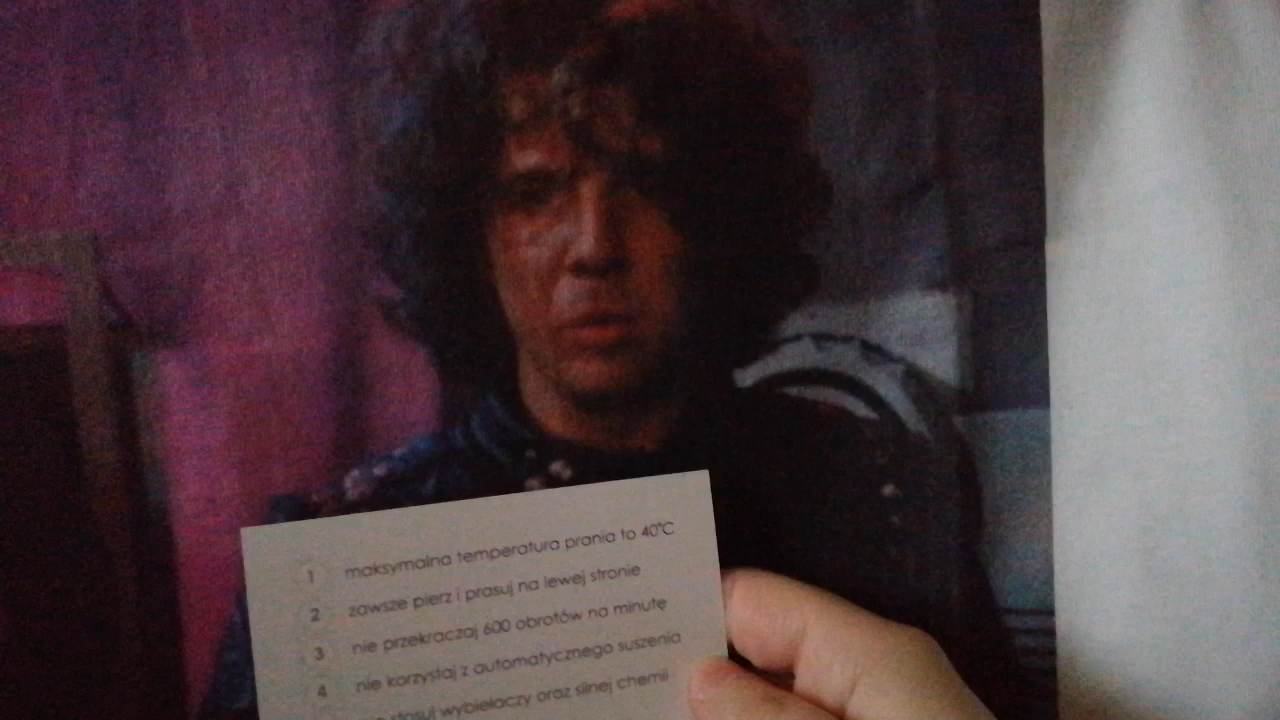 1 maksymalna temperatura prania to 40°C
2 zawsze pierz i prasuj na lewej stronie
3 nie przekraczaj 600 obrotów na minutę
4 nie korzystaj z automatycznego suszenia
stosuj wybielaczy oraz silnej chemii